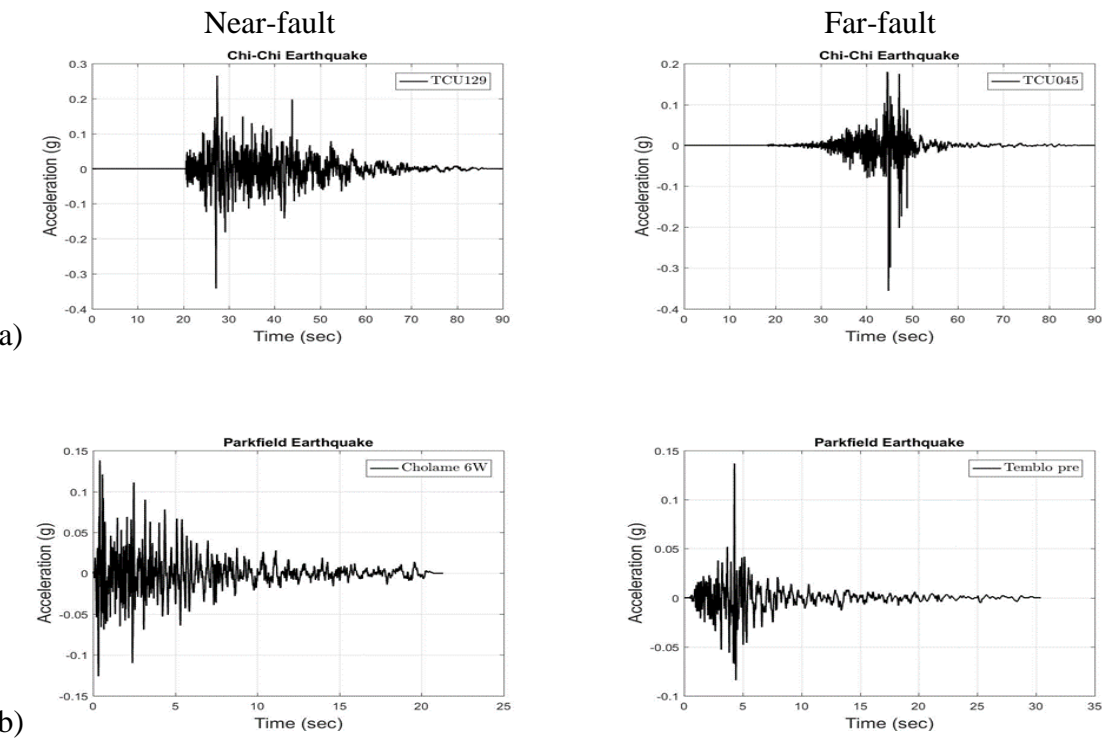 Near-fault
Far-fault
Chi-Chi Earthquake
TCU129
Acceleration (g)
0.3
0.2
0.1
0
-0.1
-0.2
-0.3
-0.4
0 10 20 30 40 50 60 70 80 90
Time (sec)
Chi-Chi Earthquake
TCU045
Acceleration (g)
0.2
0.1
0
-0.1
-0.2
-0.3
-0.4
0 10 20 30 40 50 60 70 80 90
Time (sec)
a)
Parkfield Earthquake
Cholame 6W
Acceleration (g)
0.15
0.1
0.05
0
-0.05
-0.1
-0.15
0 5 10 15 20 25
Time (sec)
Parkfield Earthquake
Temblo pre
Acceleration (g)
0.15
0.1
0.05
0
-0.05
-0.1
0 5 10 15 20 25 30 35
Time (sec)
b)